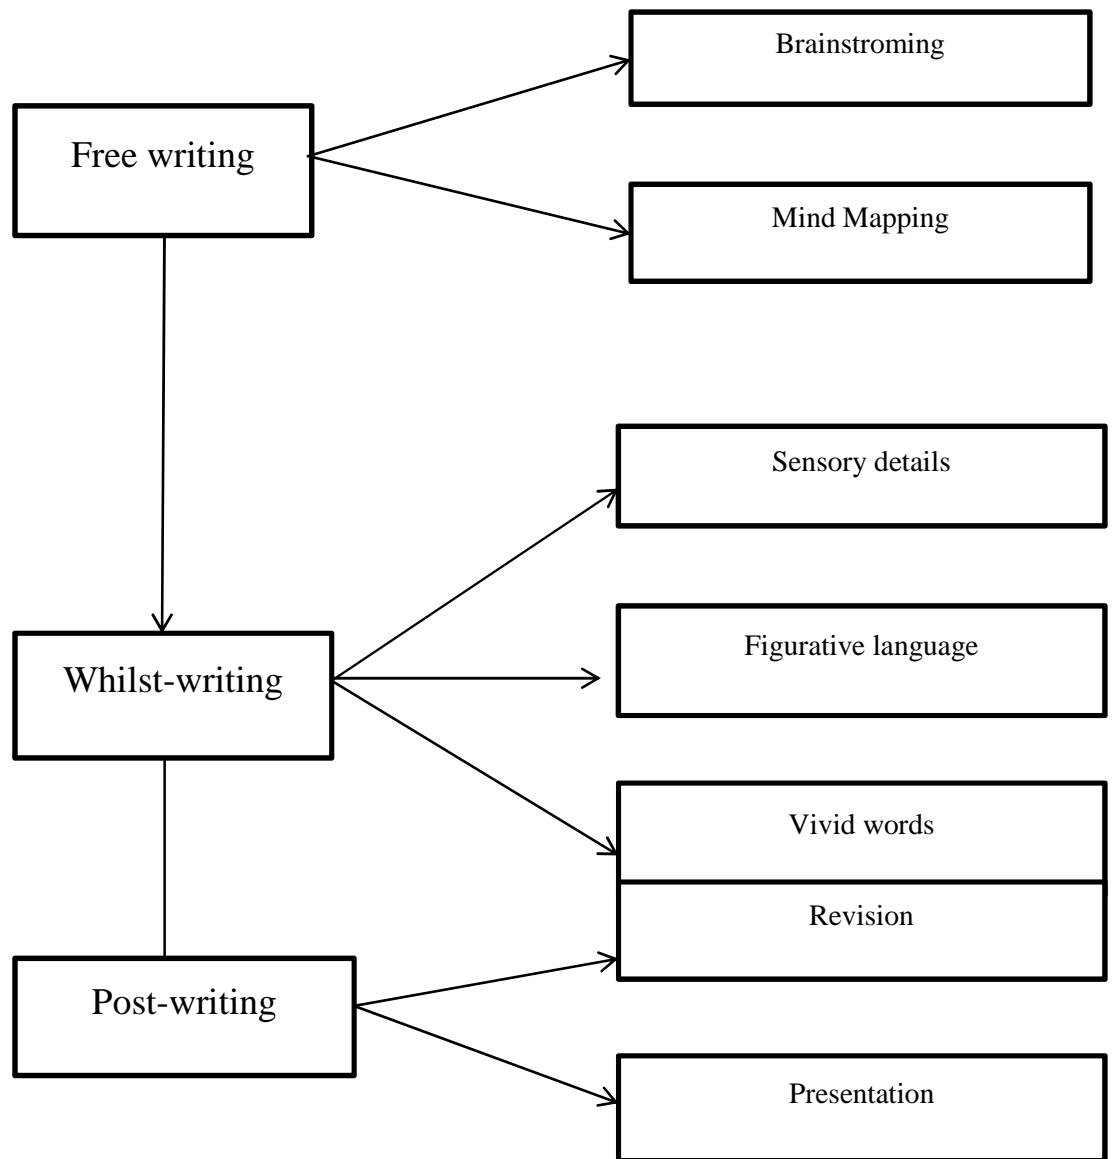 Brainstroming
Free writing
Mind Mapping
Sensory details
Figurative language
Whilst-writing
Vivid words
Revision
Post-writing
Presentation